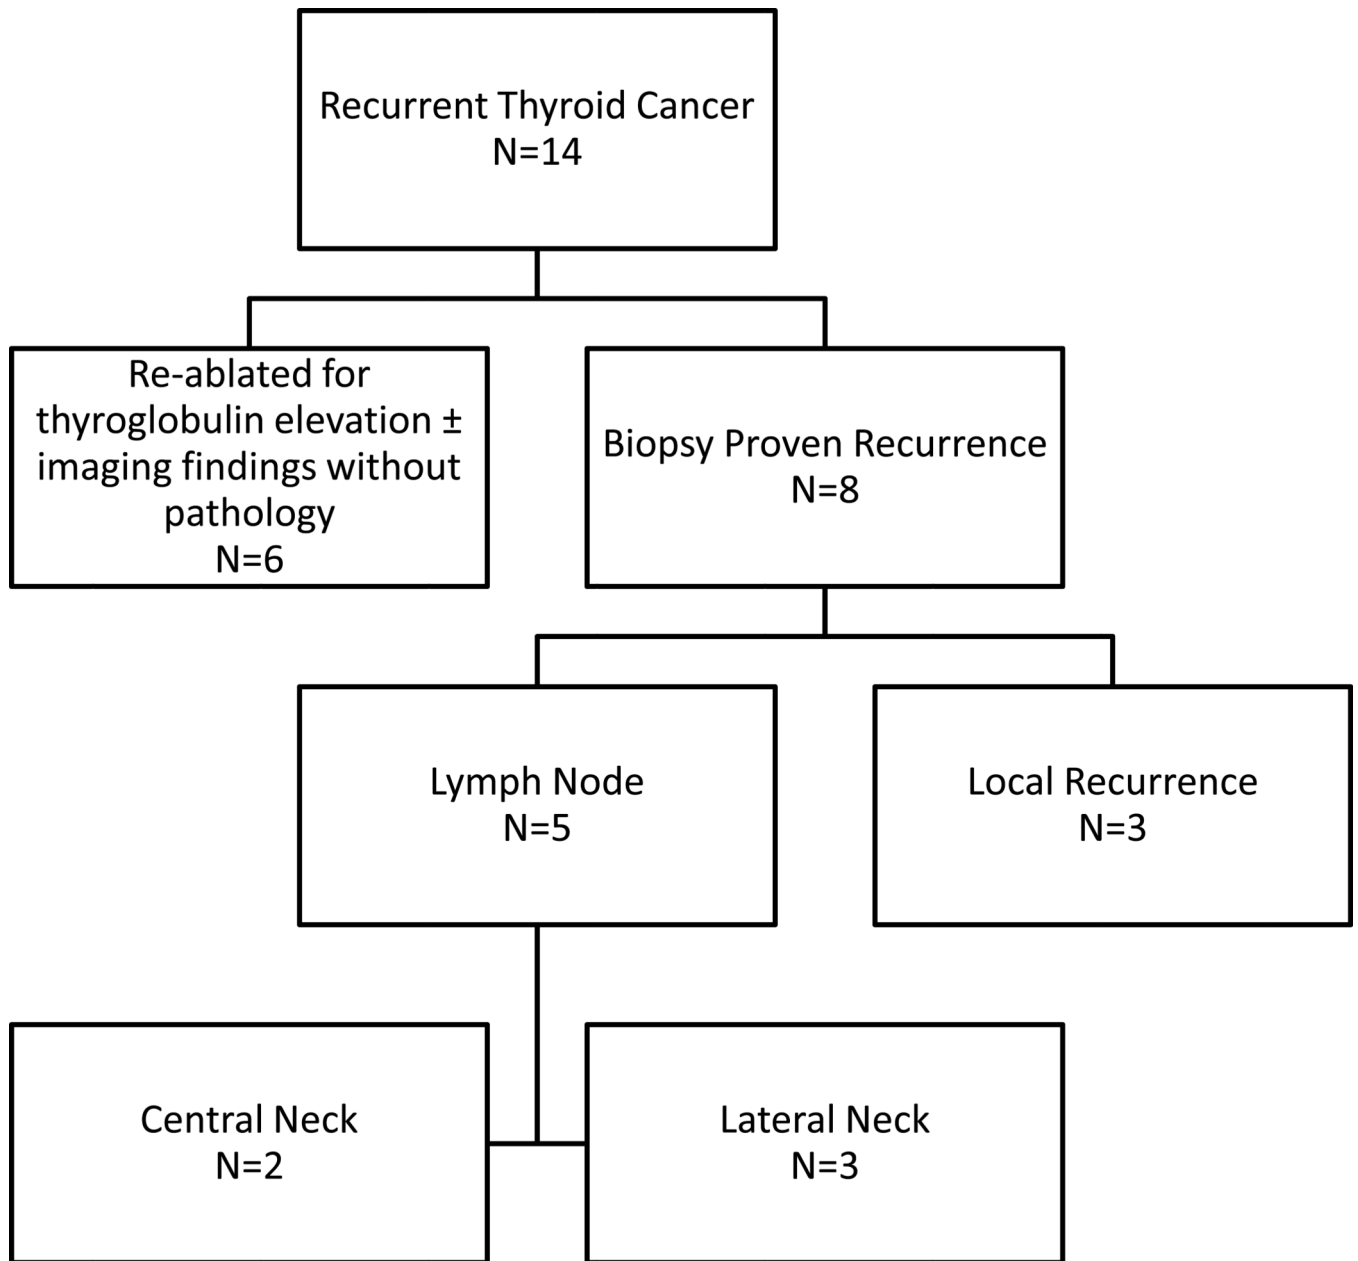 Recurrent Thyroid Cancer
N=14
Re-ablated for
thyroglobulin elevation ±
imaging findings without
pathology
N=6
Biopsy Proven Recurrence
N=8
Lymph Node
N=5
Local Recurrence
N=3
Central Neck
N=2
Lateral Neck
N=3